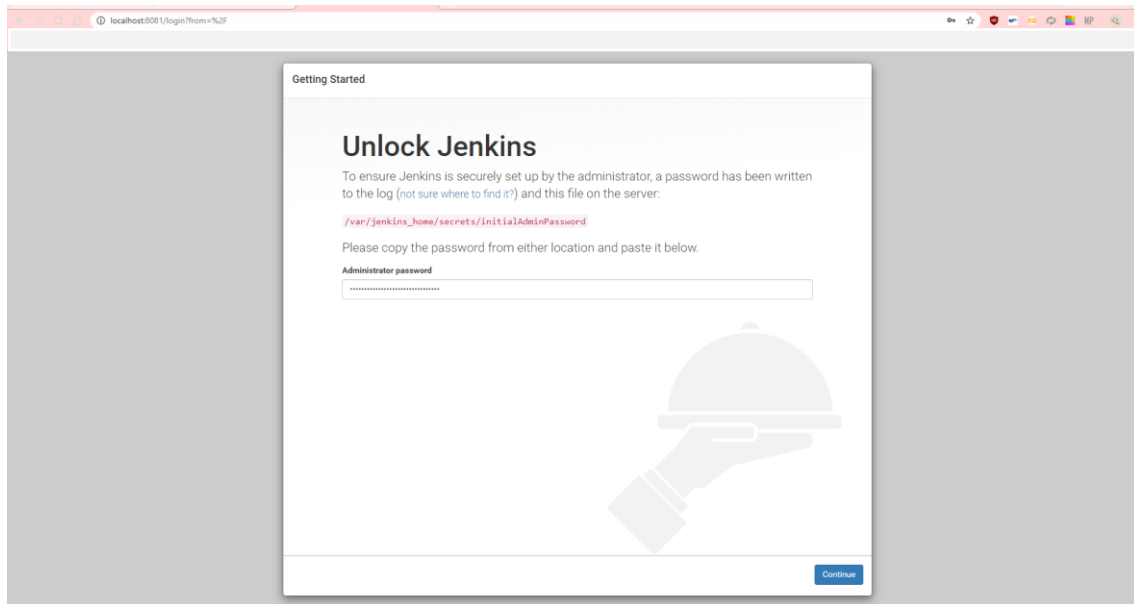 localhost:8081/login?from=%2F
NP
Getting Started
Unlock Jenkins
To ensure Jenkins is securely set up by the administrator, a password has been written
to the log (not sure where to find it?) and this file on the server:
/var/jenkins_home/secrets/initialAdminPassword
Please copy the password from either location and paste it below.
Administrator password
Continue